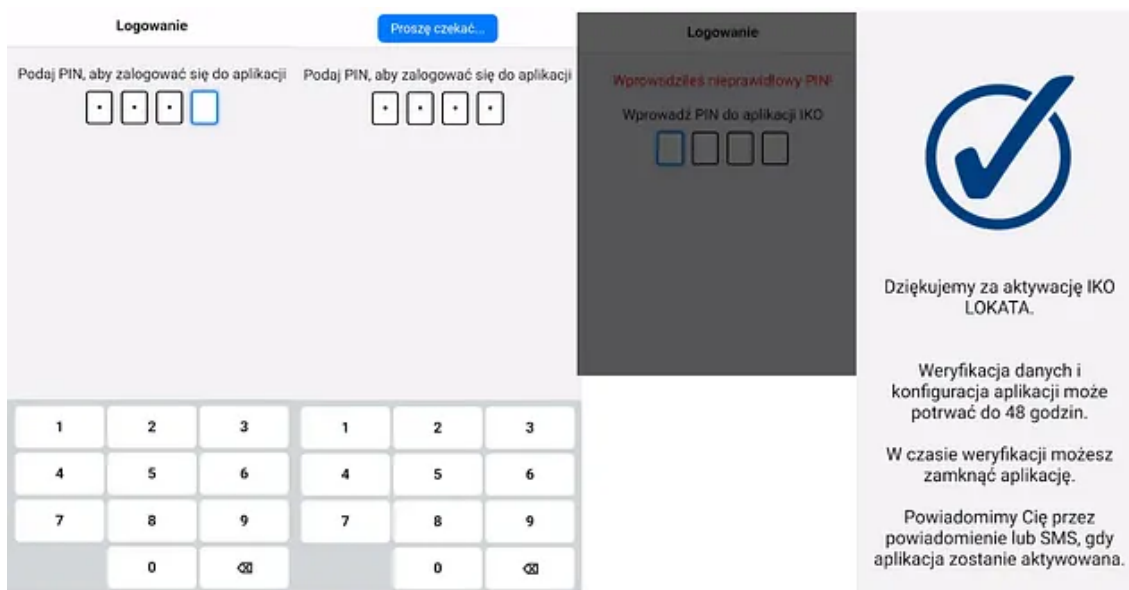 Logowanie
Podaj PIN, aby zalogować się do aplikacji
1 2 3
4 5 6
7 8 9
0
Proszę czekać...
Podaj PIN, aby zalogować się do aplikacji
1 2 3
4 5 6
7 8 9
0
Logowanie
Wprowadziłeś nieprawidłowy PIN!
Wprowadź PIN do aplikacji IKO
Dziękujemy za aktywację IKO
LOKATA.
Weryfikacja danych i
konfiguracja aplikacji może
potrwać do 48 godzin.
W czasie weryfikacji możesz
zamknąć aplikację.
Powiadomimy Cię przez
powiadomienie lub SMS, gdy
aplikacja zostanie aktywowana.